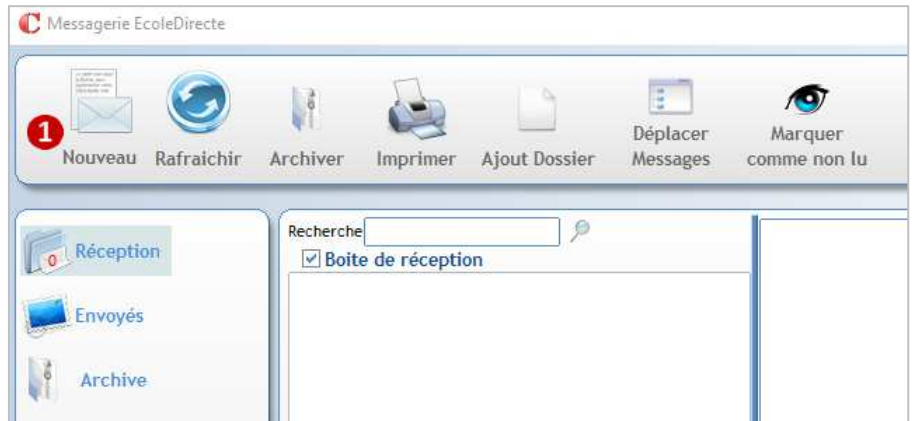 Messagerie EcoleDirecte
1
Nouveau
Rafraichir
Archiver
Imprimer
Ajout Dossier
Déplacer
Messages
Marquer
comme non lu
Réception
0
Envoyés
Archive
Recherche
Boite de réception